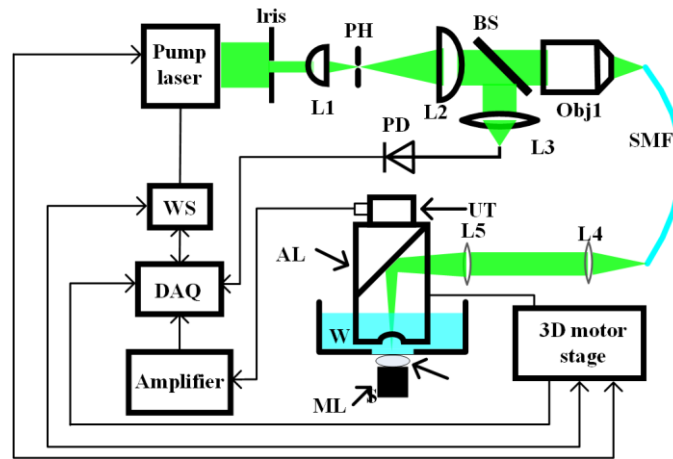 Iris
PH
BS
Pump
laser
L1
L2
Obj1
PD
L3
SMF
WS
UT
AL
L5
L4
DAQ
W
3D motor
stage
Amplifier
ML
S